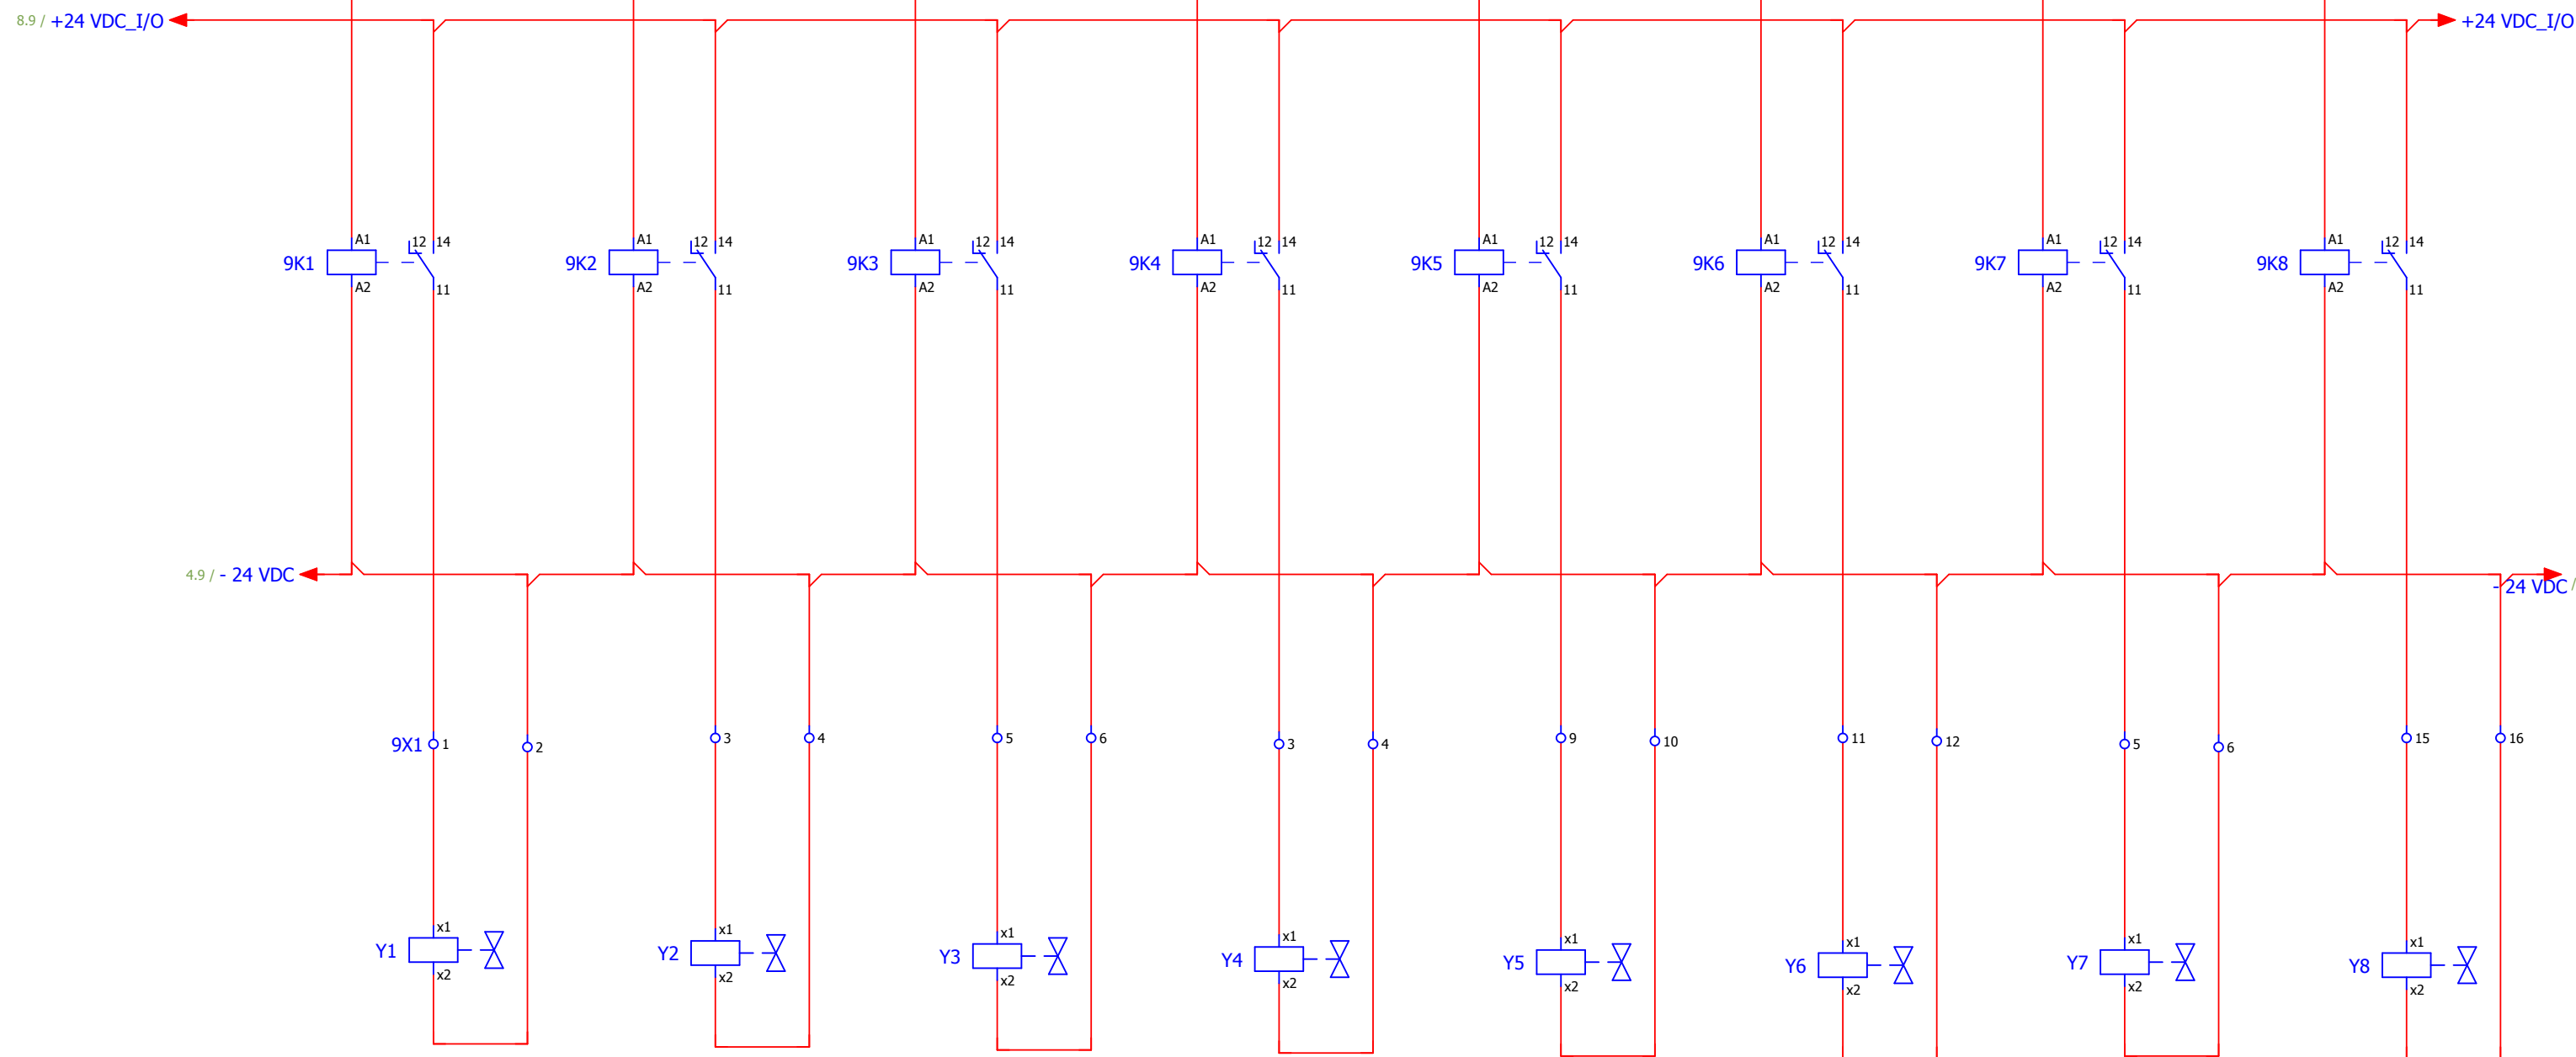 8.9 / +24 VDC_I/O
+24 VDC_I/O
9K1 A1 A2 12 14 11
9K2 A1 A2 12 14 11
9K3 A1 A2 12 14 11
9K4 A1 A2 12 14 11
9K5 A1 A2 12 14 11
9K6 A1 A2 12 14 11
9K7 A1 A2 12 14 11
9K8 A1 A2 12 14 11
4.9 / - 24 VDC
- 24 VDC /
9X1 1 2 3 4 5 6 3 4 9 10 11 12 5 6 15 16
Y1 x1 x2
Y2 x1 x2
Y3 x1 x2
Y4 x1 x2
Y5 x1 x2
Y6 x1 x2
Y7 x1 x2
Y8 x1 x2